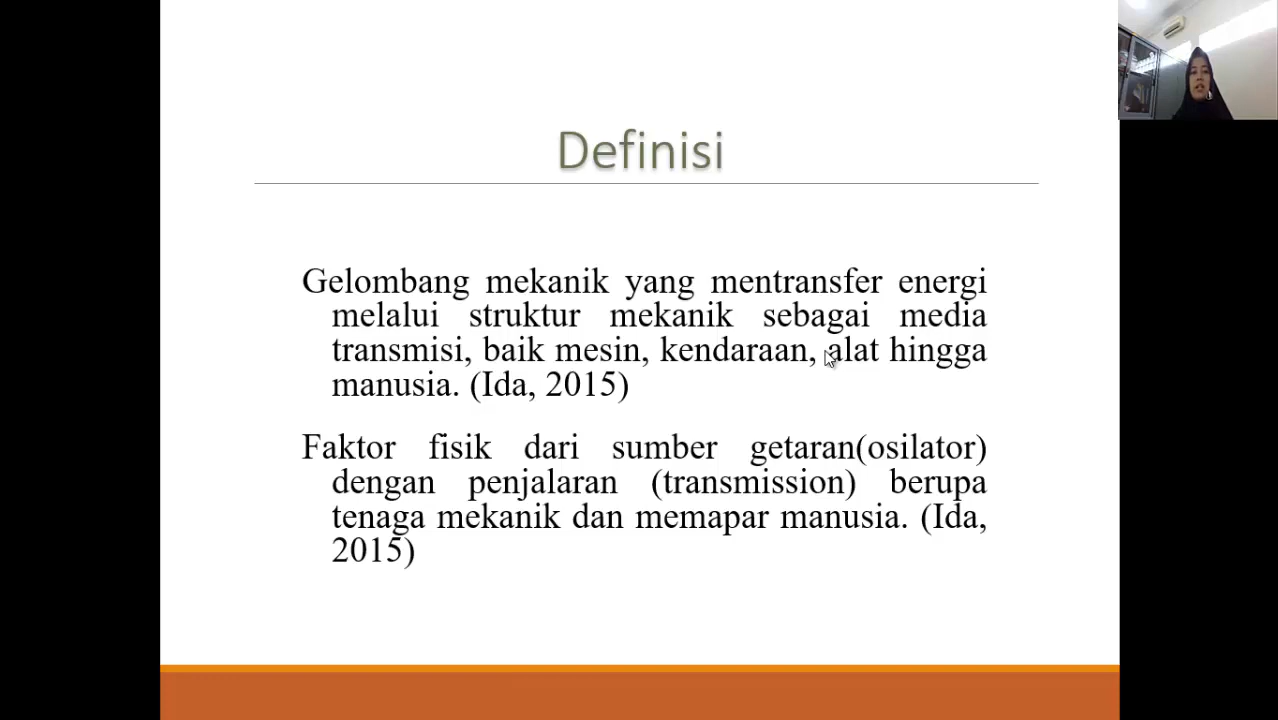 Definisi
Gelombang mekanik yang mentransfer energi
melalui struktur mekanik sebagai media
transmisi, baik mesin, kendaraan, alat hingga
manusia. (Ida, 2015)
Faktor fisik dari sumber getaran(osilator)
dengan penjalaran (transmission) berupa
tenaga mekanik dan memapar manusia. (Ida,
2015)